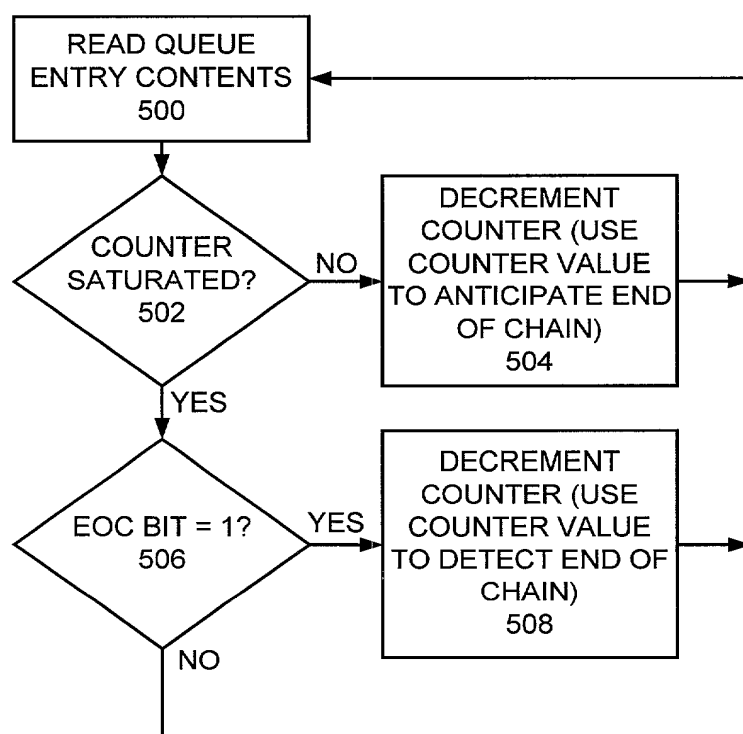 READ QUEUE
ENTRY CONTENTS
500
COUNTER
SATURATED?
502
NO
DECREMENT
COUNTER (USE
COUNTER VALUE
TO ANTICIPATE END
OF CHAIN)
504
YES
EOC BIT = 1?
506
YES
DECREMENT
COUNTER (USE
COUNTER VALUE
TO DETECT END OF
CHAIN)
508
NO